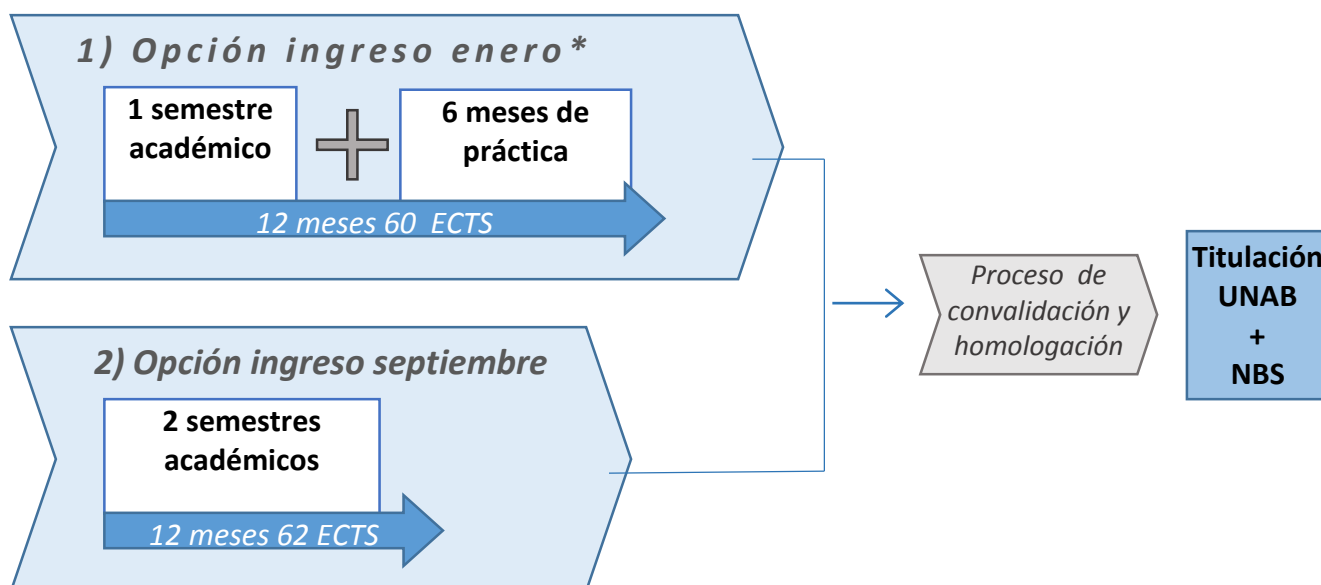 1) Opción ingreso enero*
1 semestre
académico
6 meses de
práctica
12 meses 60 ECTS
2) Opción ingreso septiembre
2 semestres
académicos
12 meses 62 ECTS
Proceso de
convalidación y
homologación
Titulación
UNAB
+
NBS